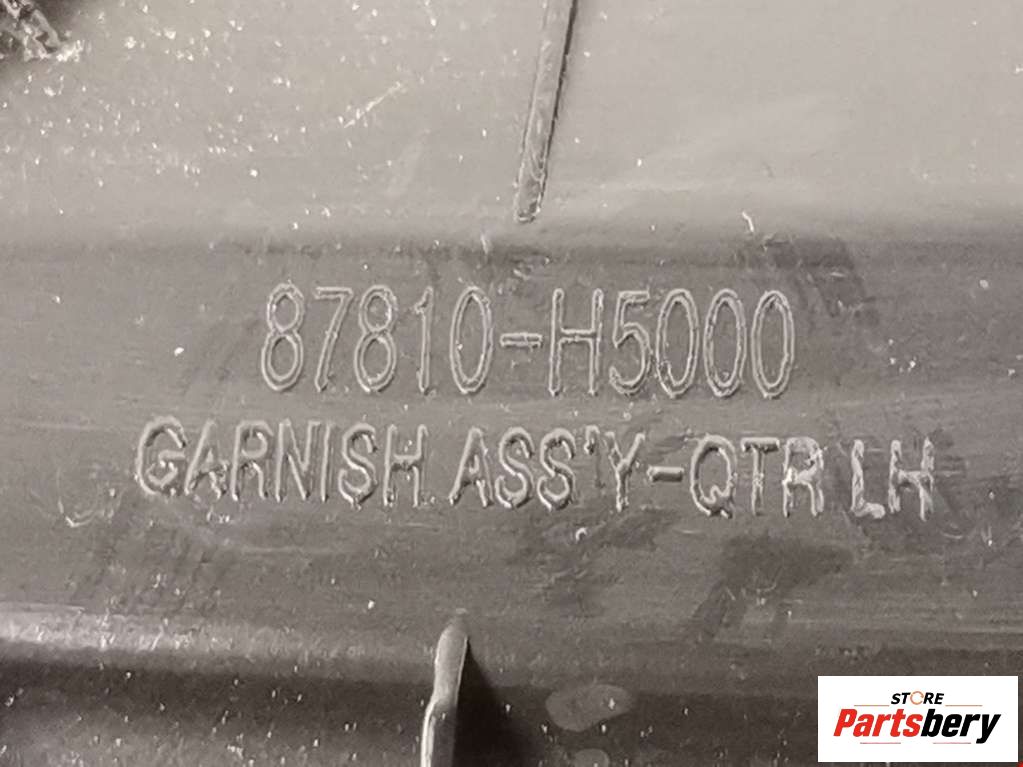 87810-H5000
GARNISH ASS'Y-QTR LH
STORE
Partsbery